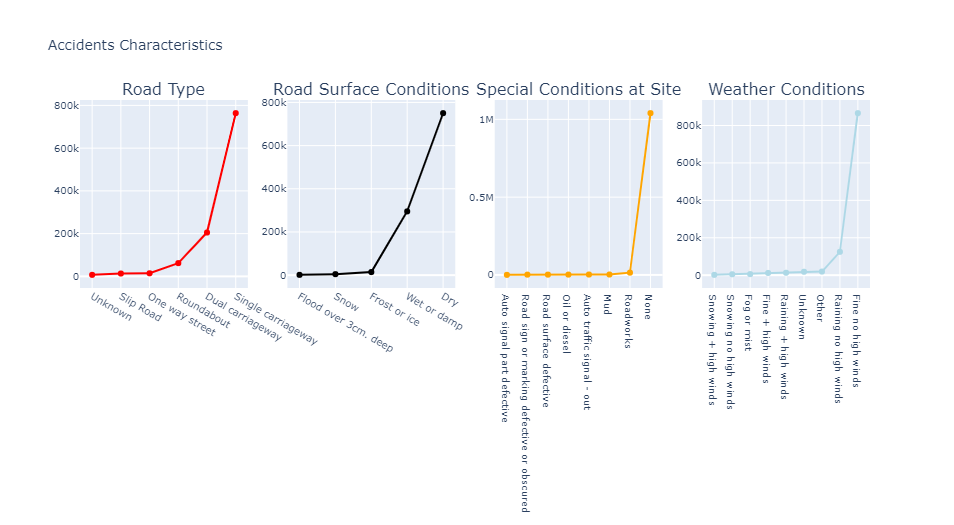 Accidents Characteristics
Road Type
800k
600k
400k
200k
0
Unknown
Slip Road
One way street
Roundabout
Dual carriageway
Single carriageway
Road Surface Conditions
800k
600k
400k
200k
0
Flood over 3cm. deep
Snow
Frost or ice
Wet or damp
Dry
Special Conditions at Site
1M
0.5M
0
Auto signal part defective
Road sign or marking defective or obscured
Road surface defective
Oil or diesel
Auto traffic signal - out
Mud
Roadworks
None
Weather Conditions
800k
600k
400k
200k
0
Snowing + high winds
Snowing no high winds
Fog or mist
Fine + high winds
Raining + high winds
Unknown
Other
Raining no high winds
Fine no high winds